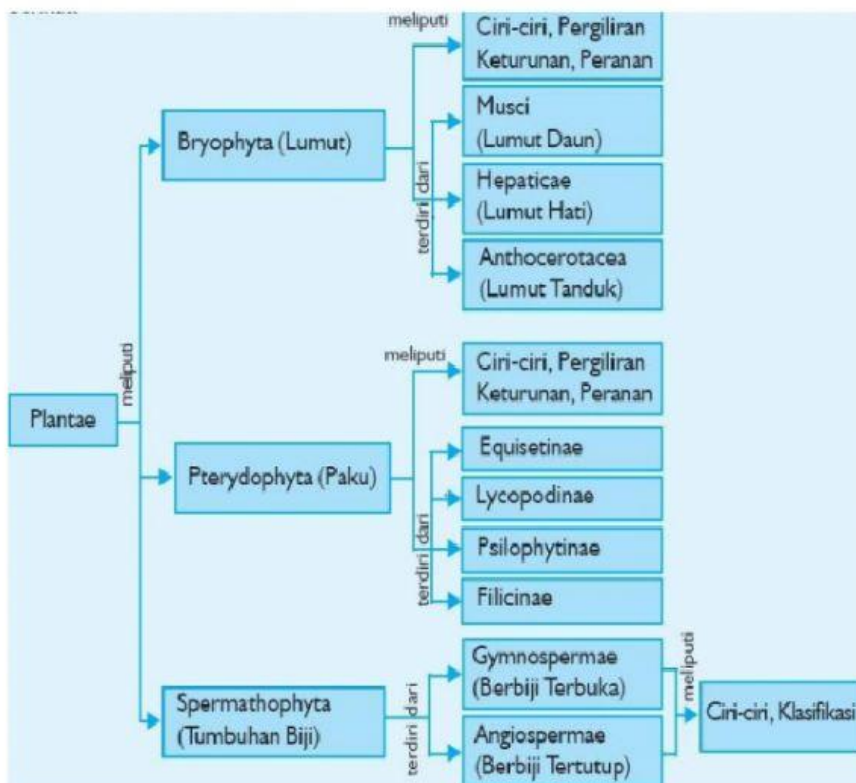 meliputi
Ciri-ciri, Pergiliran
Keturunan, Peranan
Bryophyta (Lumut)
terdiri dari
Musci
(Lumut Daun)
Hepaticae
(Lumut Hati)
Anthocerotacea
(Lumut Tanduk)
Plantae
meliputi
meliputi
Ciri-ciri, Pergiliran
Keturunan, Peranan
Pterydophyta (Paku)
terdiri dari
Equisetinae
Lycopodinae
Psilophytinae
Filicinae
Spermathophyta
(Tumbuhan Biji)
terdiri dari
Gymnospermae
(Berbiji Terbuka)
Angiospermae
(Berbiji Tertutup)
meliputi
Ciri-ciri, Klasifikasi